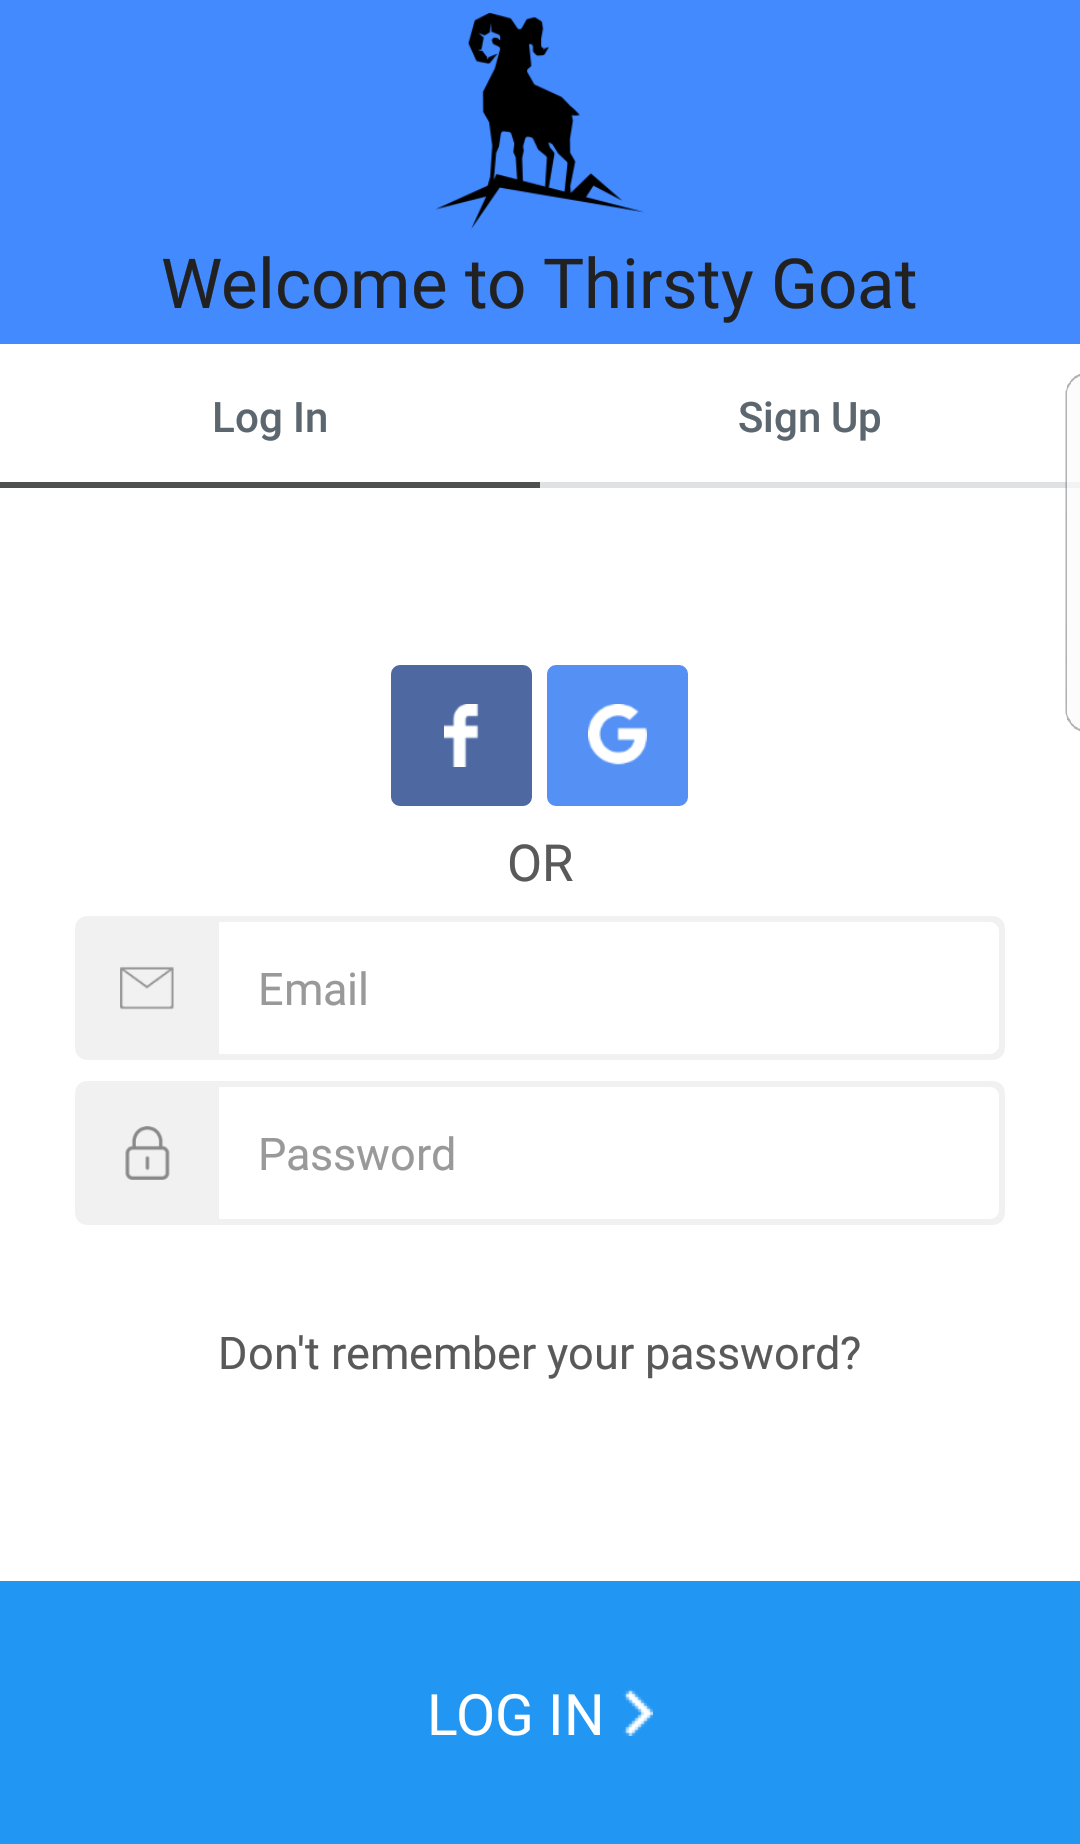 Welcome to Thirsty Goat
Log In
Sign Up
f
G
OR
Email
Password
Don't remember your password?
LOG IN